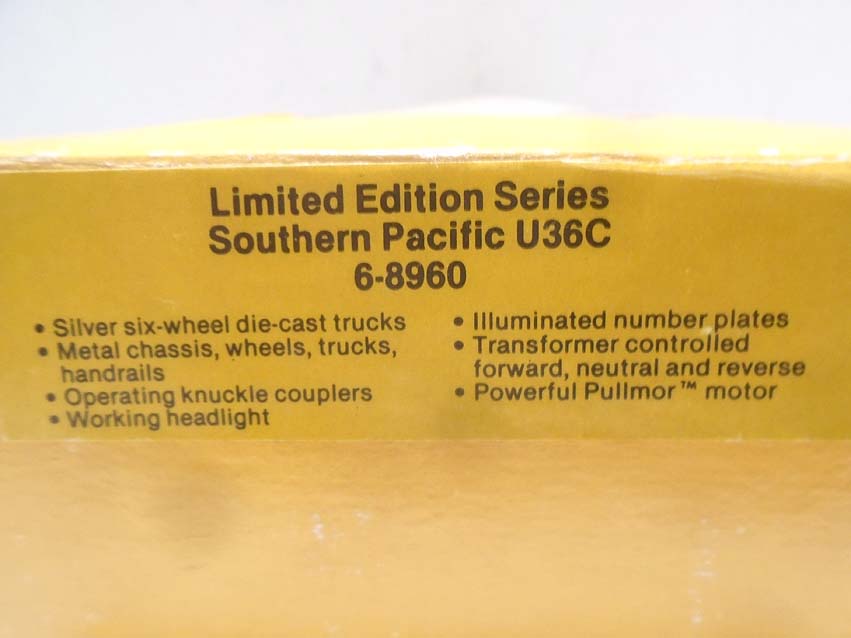 Limited Edition Series
Southern Pacific U36C
6-8960
• Silver six-wheel die-cast trucks
• Metal chassis, wheels, trucks,
handrails
• Operating knuckle couplers
• Working headlight
• Illuminated number plates
• Transformer controlled
forward, neutral and reverse
• Powerful Pullmor™ motor